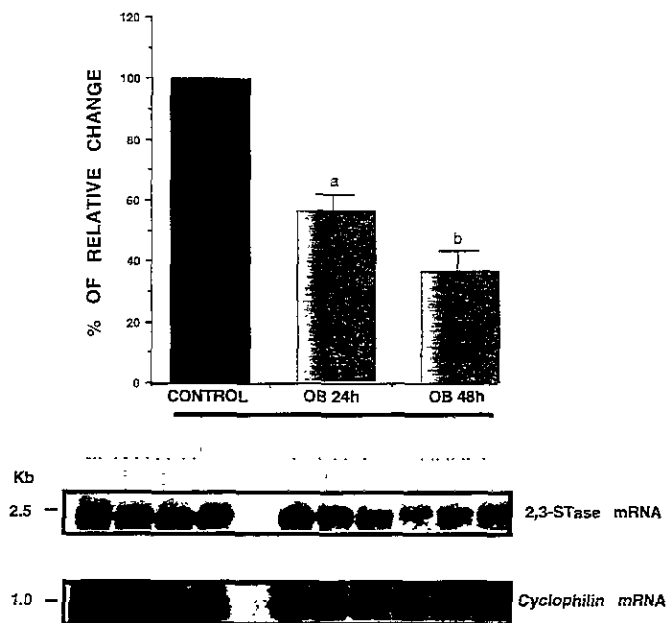 % OF RELATIVE CHANGE
120
100
80
60
40
20
0
a
b
CONTROL OB 24h OB 48h
Kb
2.5 2,3-STase mRNA
1.0 Cyclophilin mRNA